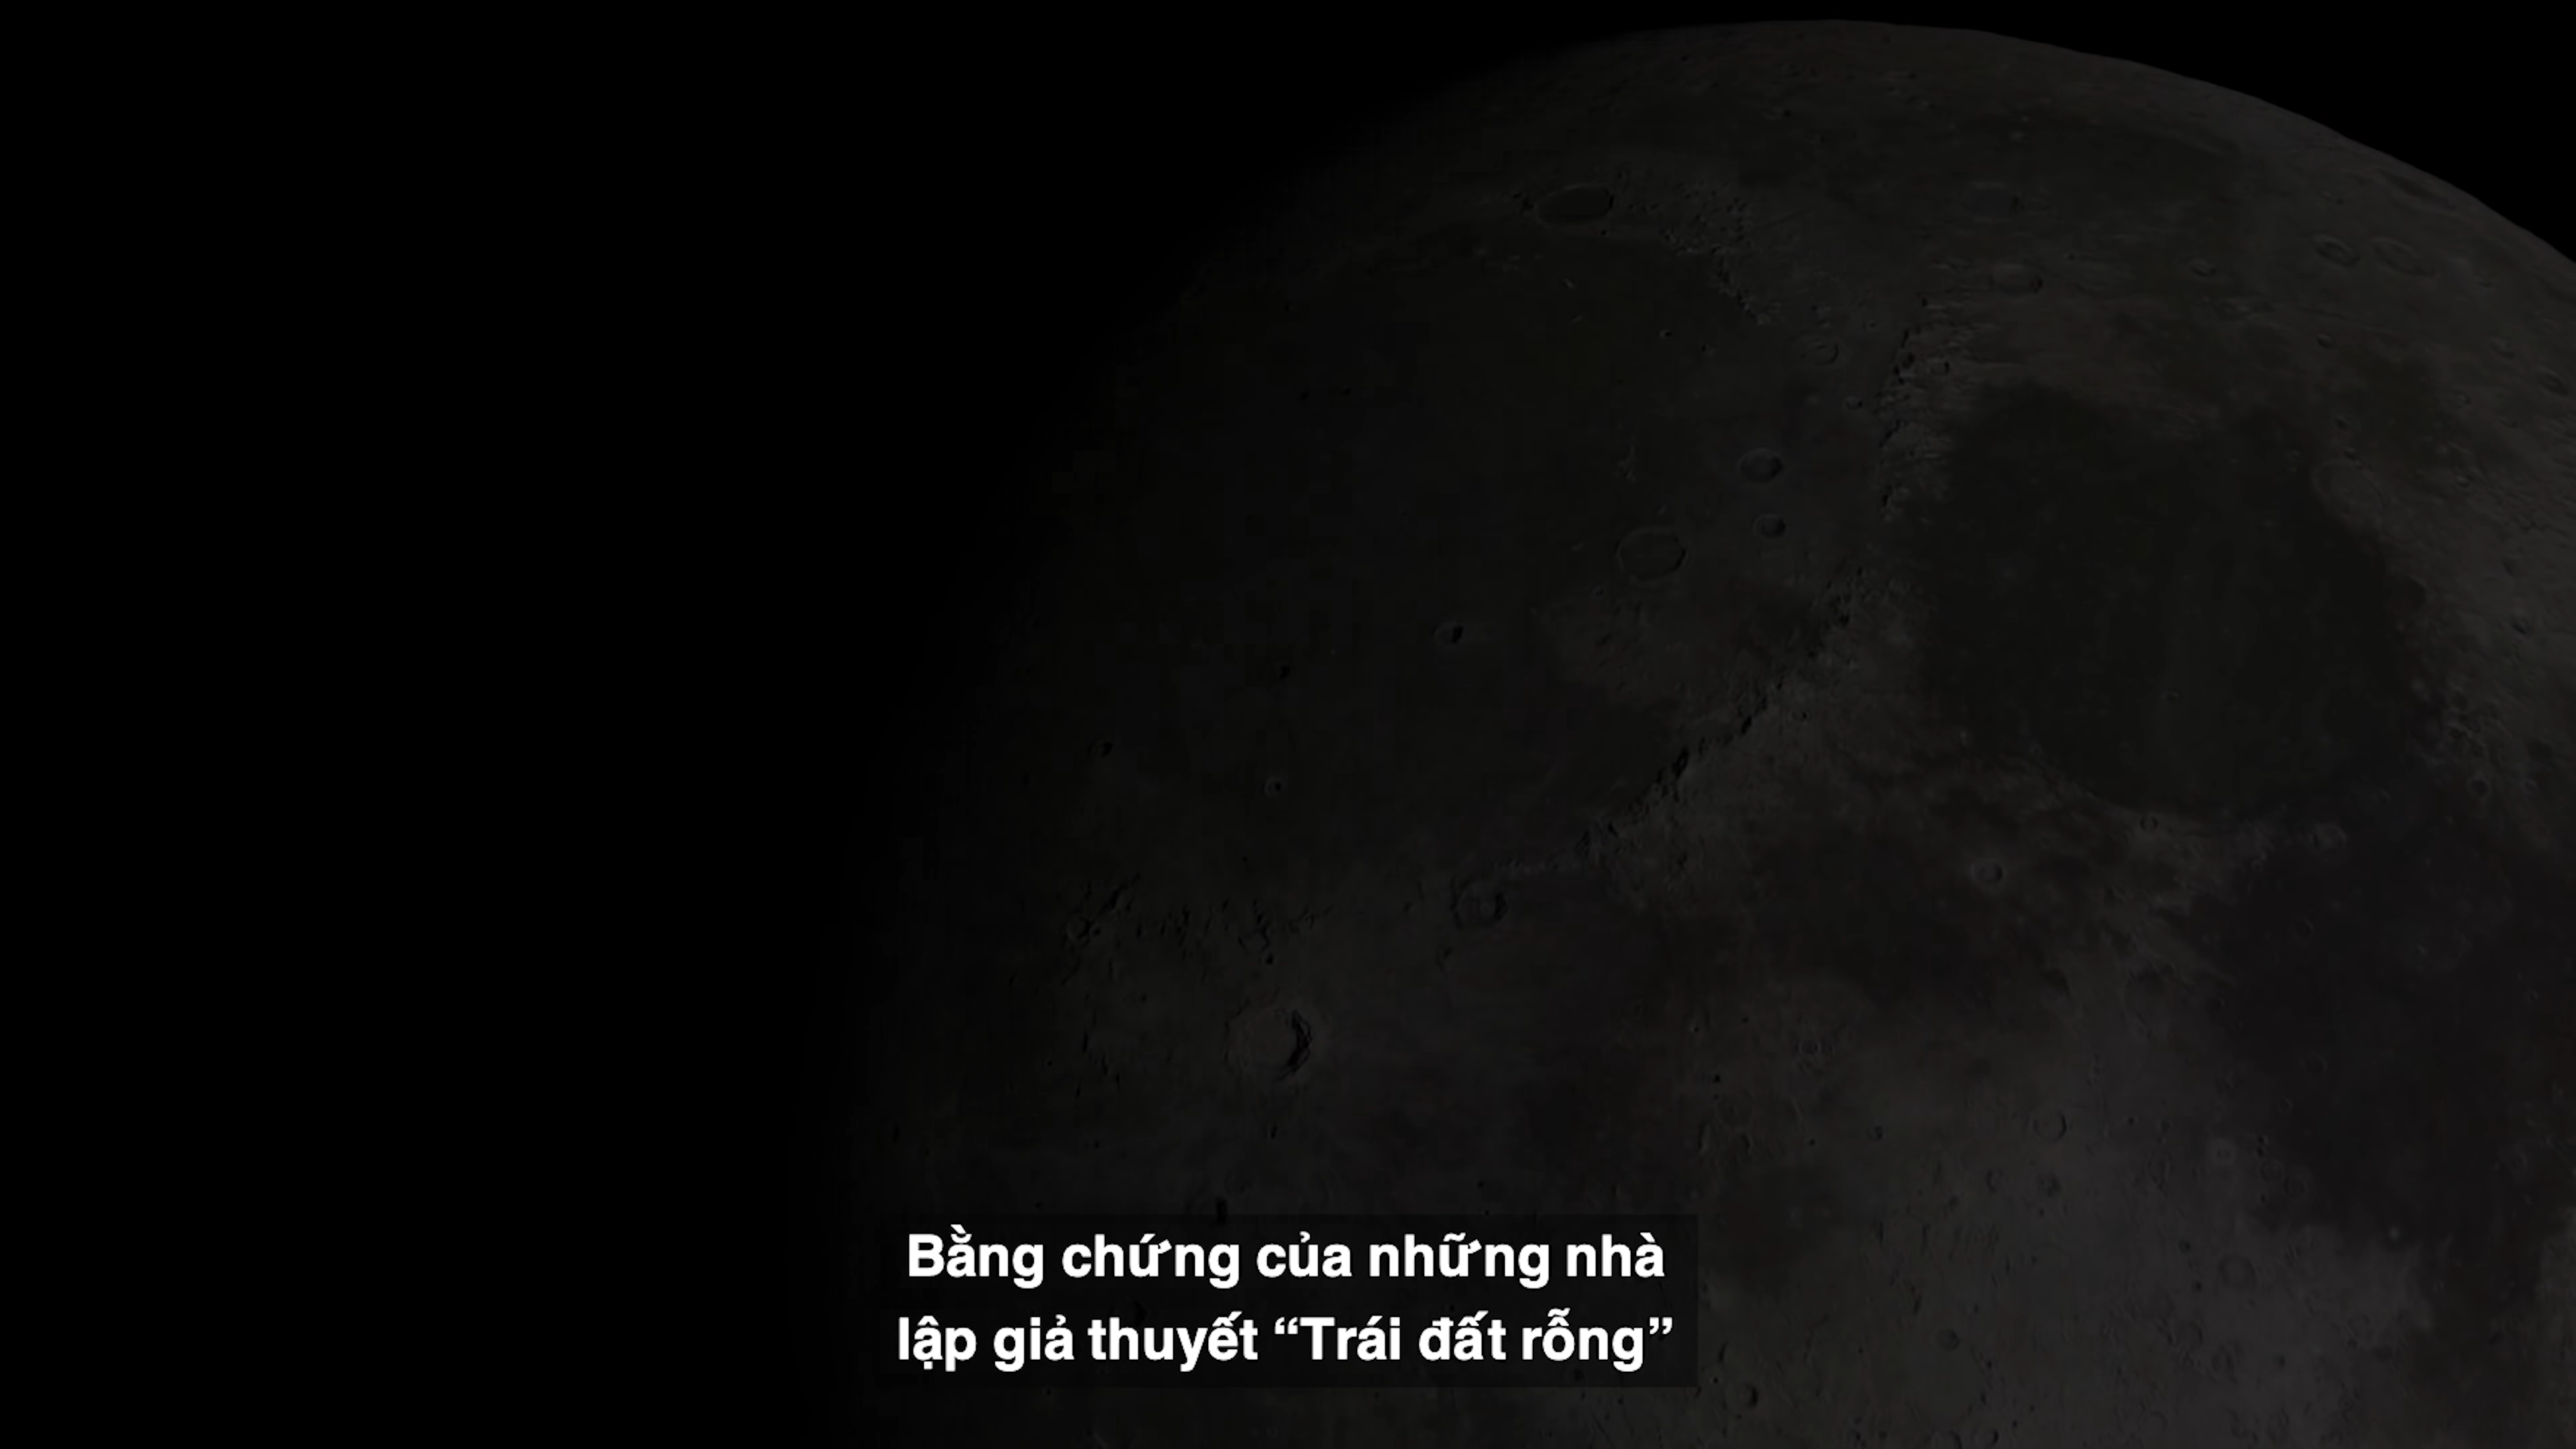 Bằng chứng của những nhà
lập giả thuyết “Trái đất rỗng”